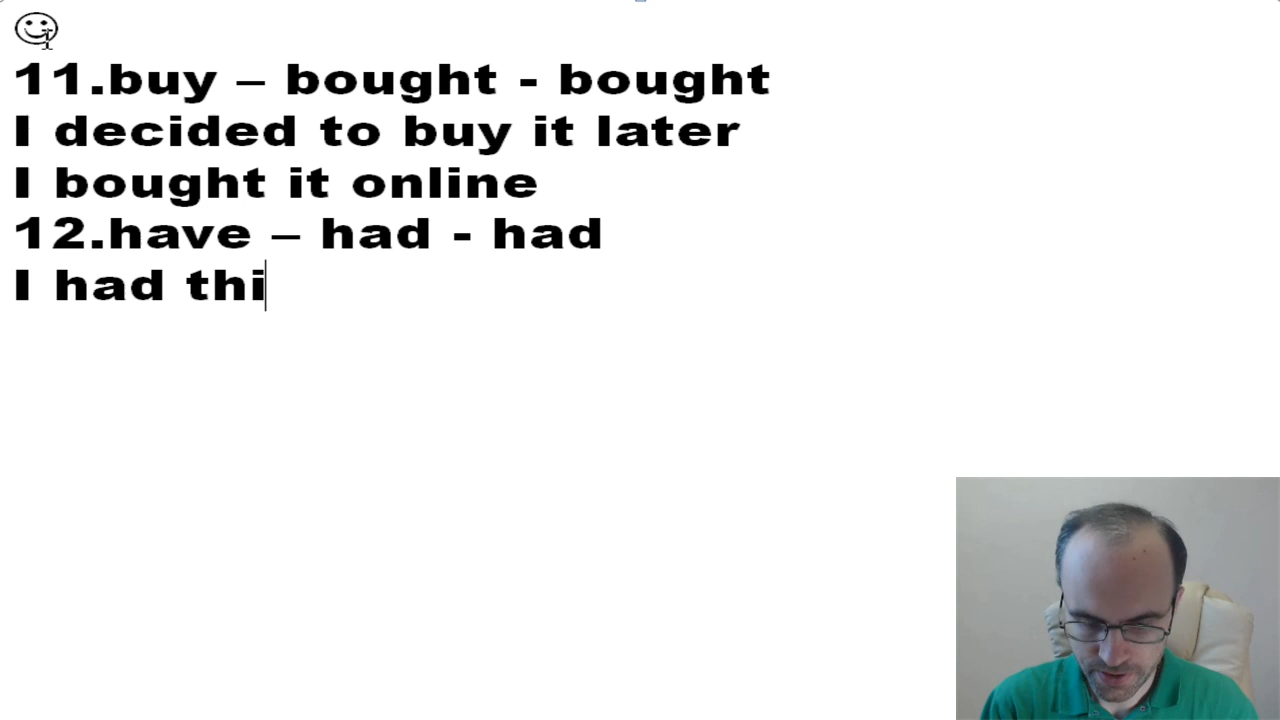 11.buy – bought - bought
I decided to buy it later
I bought it online
12.have – had - had
I had thi